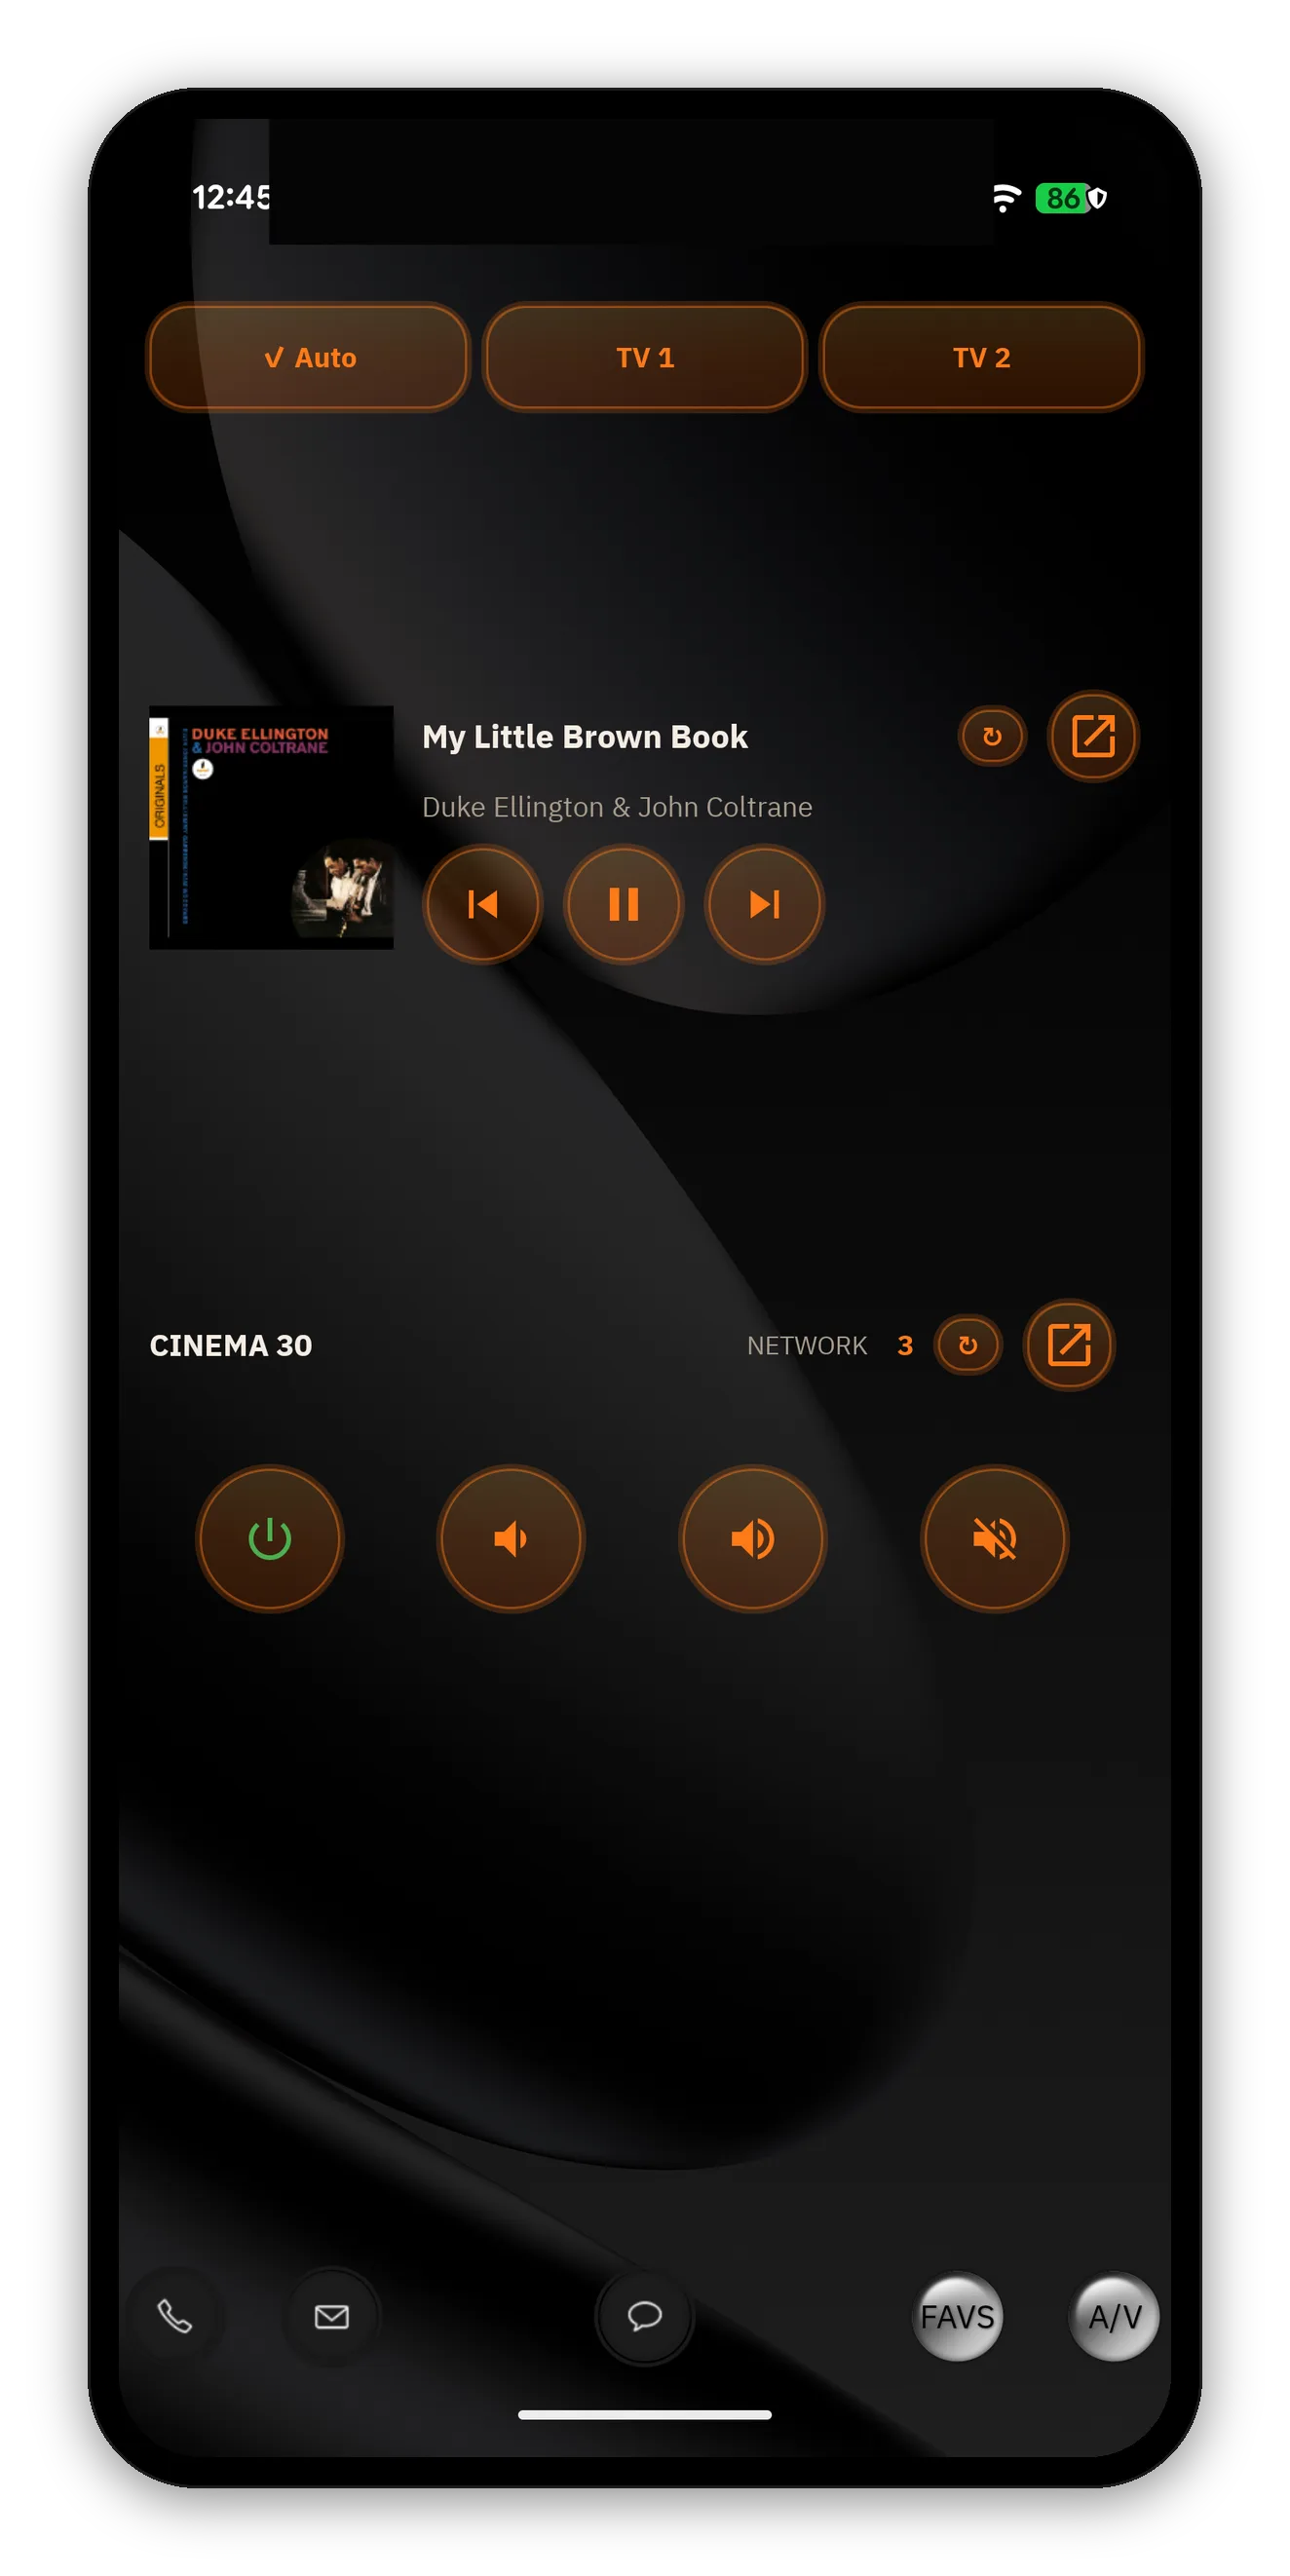 12:45
86
✓ Auto
TV 1
TV 2
ORIGINALS
DUKE ELLINGTON
& JOHN COLTRANE
My Little Brown Book
Duke Ellington & John Coltrane
CINEMA 30
NETWORK 3
FAVS
A/V